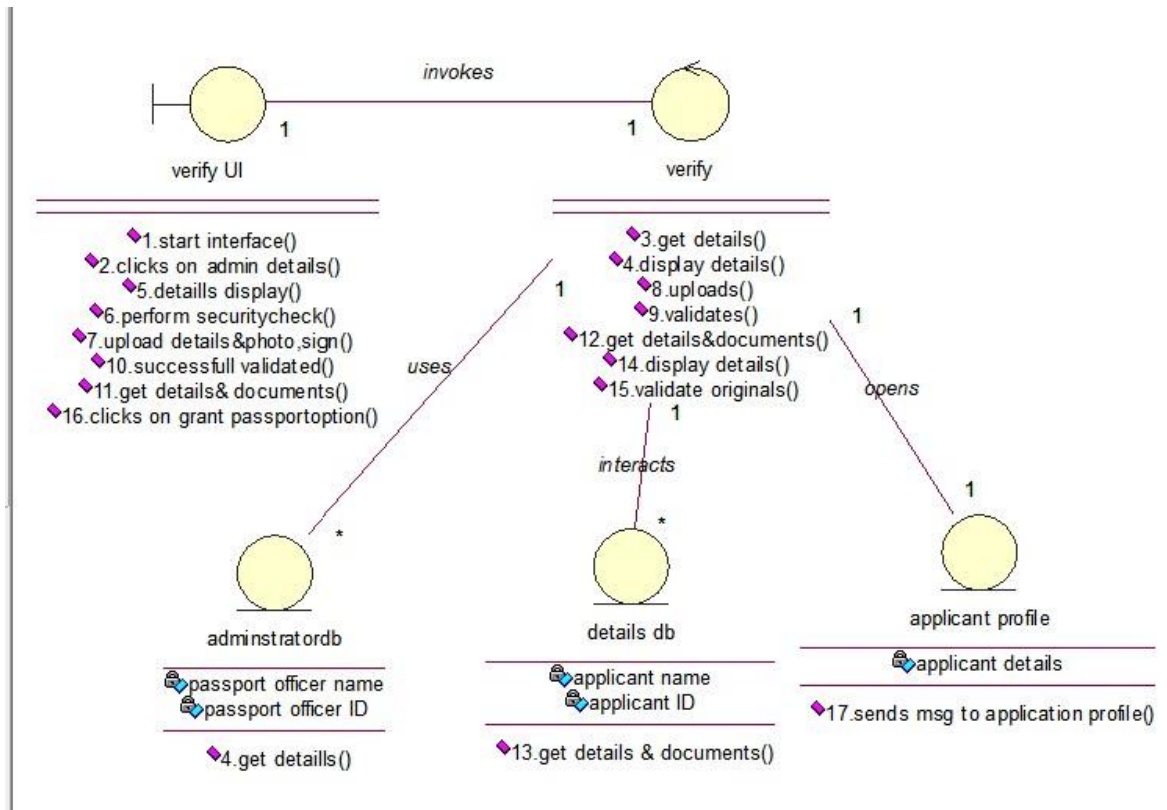 invokes
1
1
verify UI
verify
1.start interface()
2.clicks on admin details()
5.detaills display()
6.perform securitycheck()
7.upload details&photo,sign()
10.successfull validated()
11.get details& documents()
16.clicks on grant passportoption()
3.get details()
4.display details()
8.uploads()
9.validates()
12.get details&documents()
14.display details()
15.validate originals()
1
uses
*
1
interacts
*
1
opens
1
adminstratordb
passport officer name
passport officer ID
4.get detaills()
details db
applicant name
applicant ID
13.get details & documents()
applicant profile
applicant details
17.sends msg to application profile()